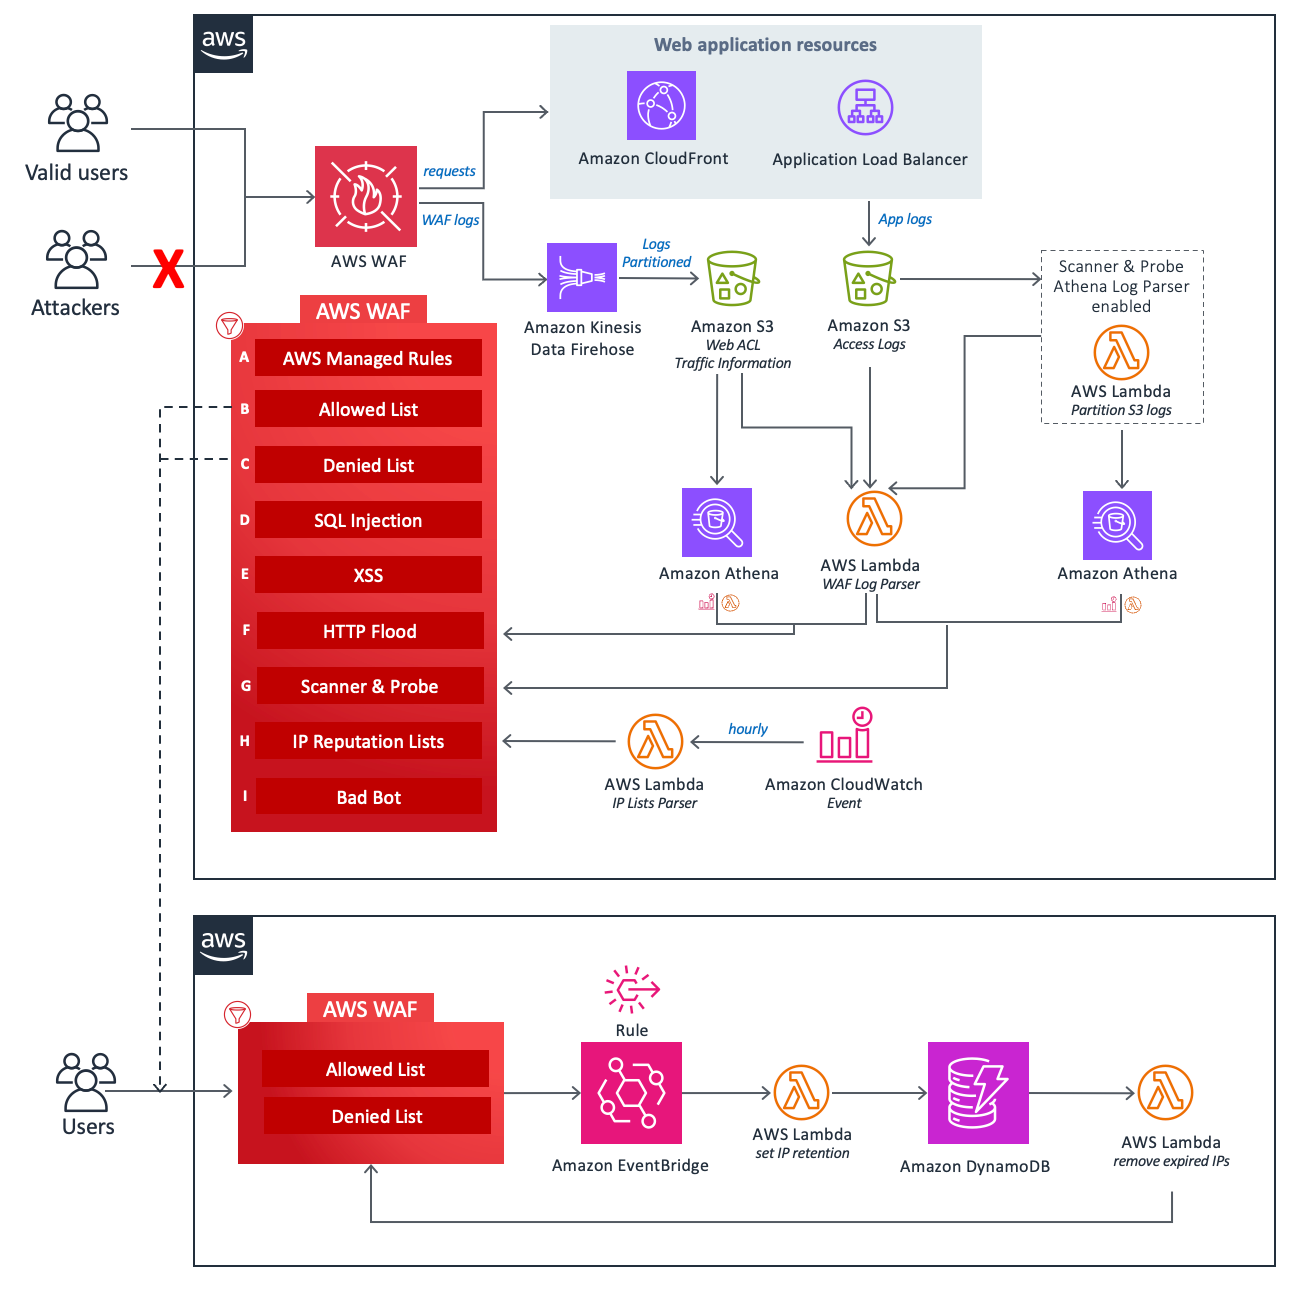 aws
Web application resources
Amazon CloudFront
Application Load Balancer
Valid users
Attackers
X
AWS WAF
requests
WAF logs
App logs
Logs
Partitioned
Amazon Kinesis
Data Firehose
Amazon S3
Web ACL
Traffic Information
Amazon S3
Access Logs
Scanner & Probe
Athena Log Parser
enabled
AWS Lambda
Partition S3 logs
AWS WAF
A
AWS Managed Rules
B
Allowed List
C
Denied List
D
SQL Injection
E
XSS
F
HTTP Flood
G
Scanner & Probe
H
IP Reputation Lists
I
Bad Bot
Amazon Athena
AWS Lambda
WAF Log Parser
Amazon Athena
hourly
AWS Lambda
IP Lists Parser
Amazon CloudWatch
Event
aws
Users
AWS WAF
Allowed List
Denied List
Rule
Amazon EventBridge
AWS Lambda
set IP retention
Amazon DynamoDB
AWS Lambda
remove expired IPs